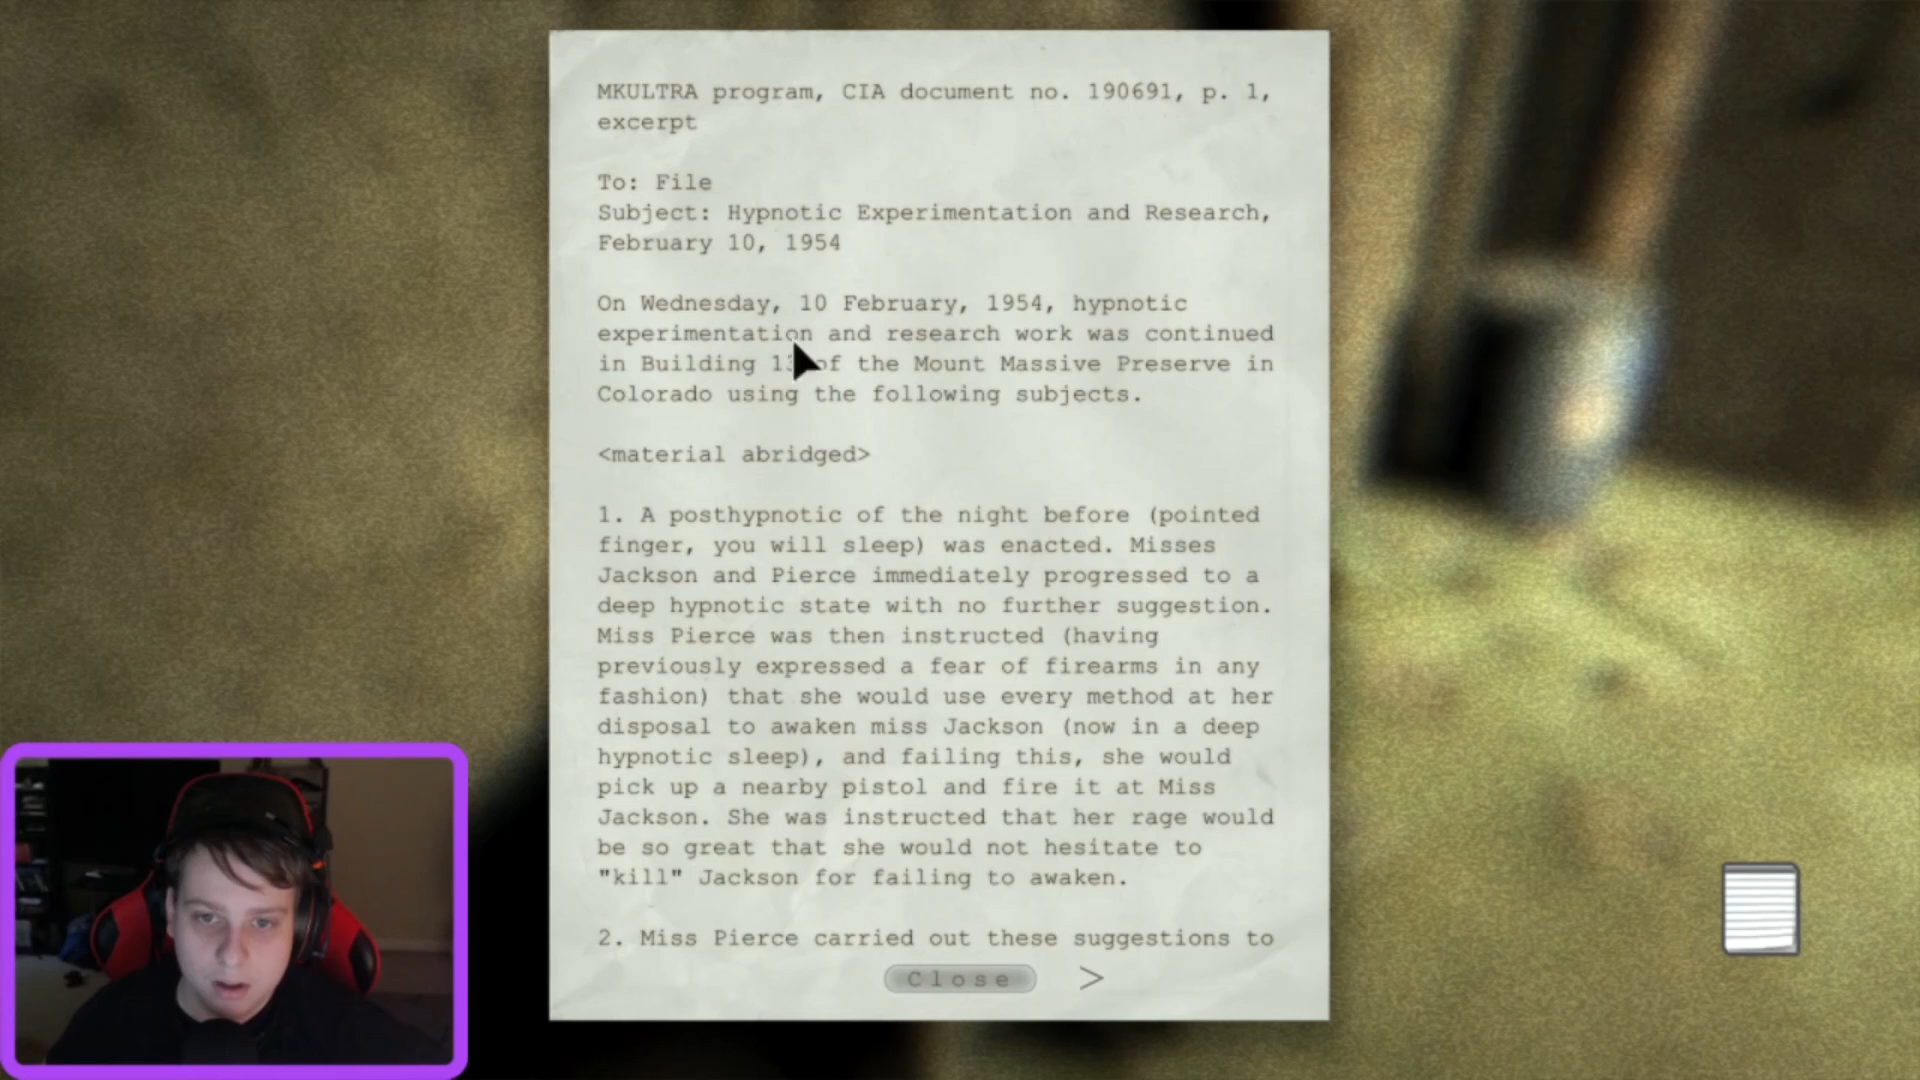 MKULTRA program, CIA document no. 190691, p. 1,
excerpt
To: File
Subject: Hypnotic Experimentation and Research,
February 10, 1954
On Wednesday, 10 February, 1954, hypnotic
experimentation and research work was continued
in Building of the Mount Massive Preserve in
Colorado using the following subjects.
<material abridged>
1. A posthypnotic of the night before (pointed
finger, you will sleep) was enacted. Misses
Jackson and Pierce immediately progressed to a
deep hypnotic state with no further suggestion.
Miss Pierce was then instructed (having
previously expressed a fear of firearms in any
fashion) that she would use every method at her
disposal to awaken miss Jackson (now in a deep
hypnotic sleep), and failing this, she would
pick up a nearby pistol and fire it at Miss
Jackson. She was instructed that her rage would
be so great that she would not hesitate to
"kill" Jackson for failing to awaken.
2. Miss Pierce carried out these suggestions to
Close >